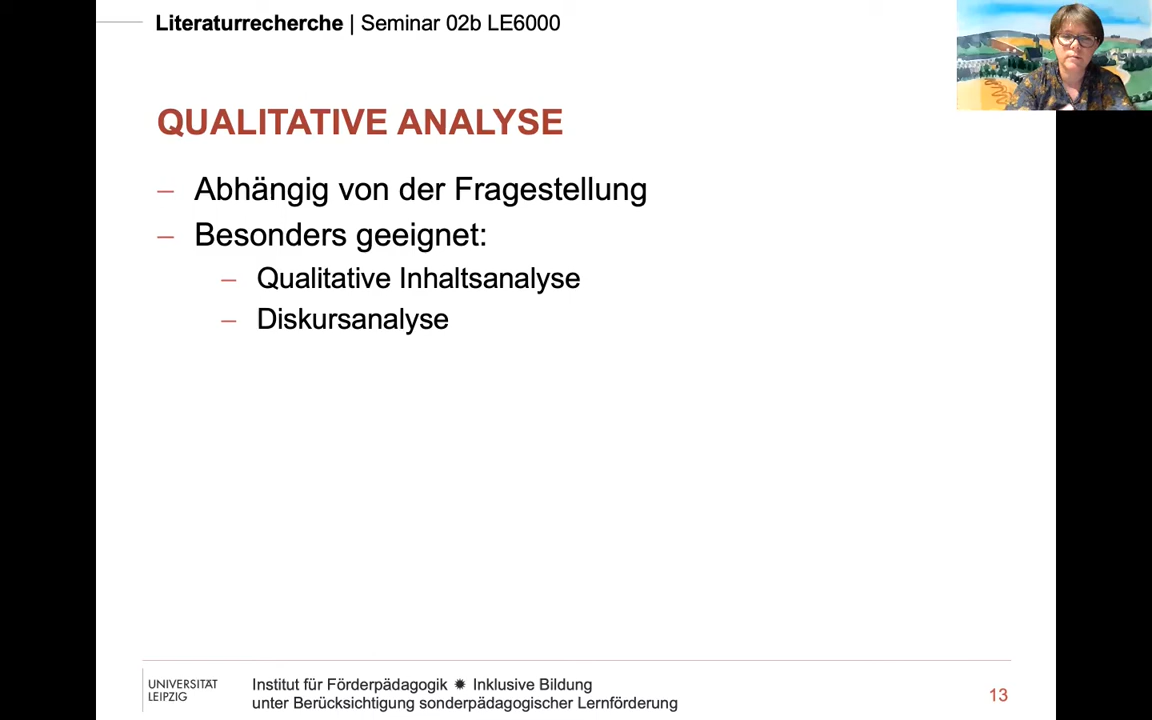 Literaturrecherche | Seminar 02b LE6000
QUALITATIVE ANALYSE
– Abhängig von der Fragestellung
– Besonders geeignet:
– Qualitative Inhaltsanalyse
– Diskursanalyse
UNIVERSITÄT
LEIPZIG
Institut für Förderpädagogik ✹ Inklusive Bildung
unter Berücksichtigung sonderpädagogischer Lernförderung
13